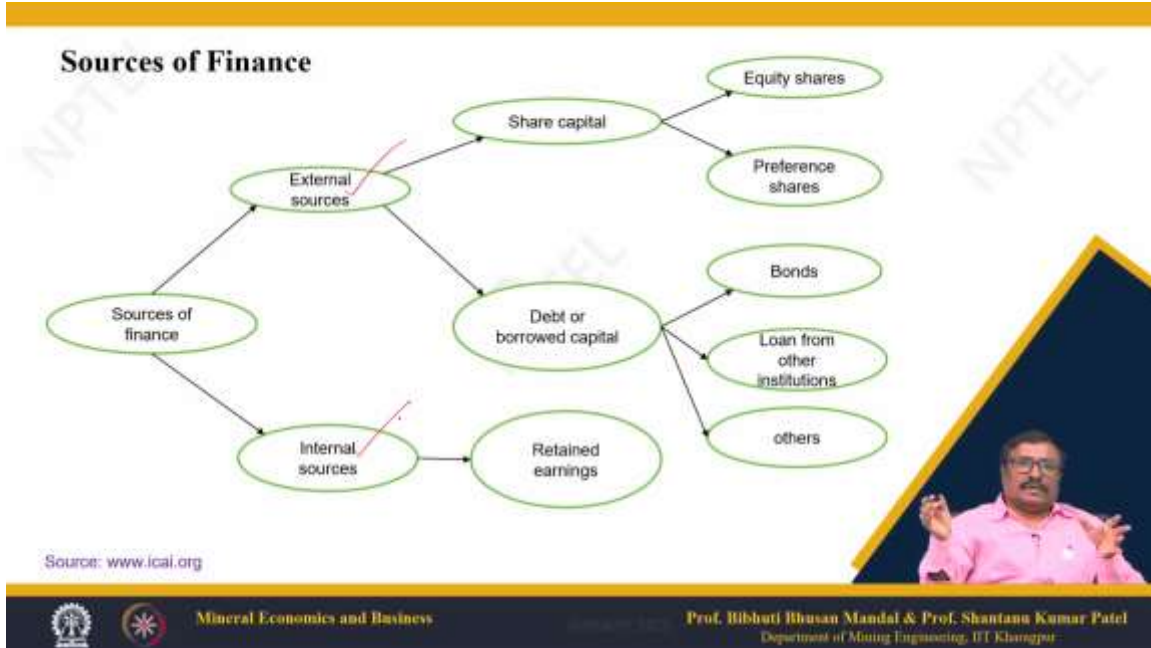 Sources of Finance
Equity shares
Share capital
Preference
shares
External
sources
Bonds
Sources of
finance
Debt or
borrowed capital
Loan from
other
institutions
others
Internal
sources
Retained
earnings
Source: www.icai.org
Mineral Economics and Business
Prof. Bibhuti Bhusan Mandal & Prof. Shantanu Kumar Patel
Department of Mining Engineering, IIT Kharagpur
NPTEL
NPTEL